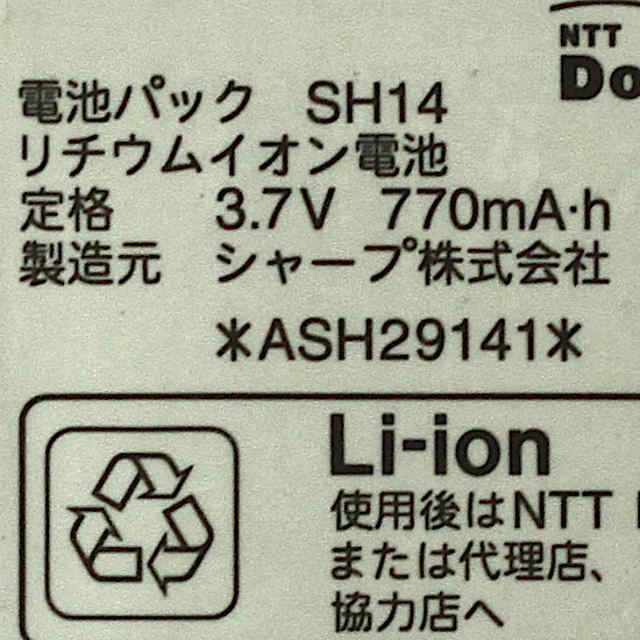 NTT
Do
電池パック SH14
リチウムイオン電池
定格 3.7V 770mA·h
製造元 シャープ株式会社
*ASH29141*
Li-ion
使用後はNTT
または代理店、
協力店へ